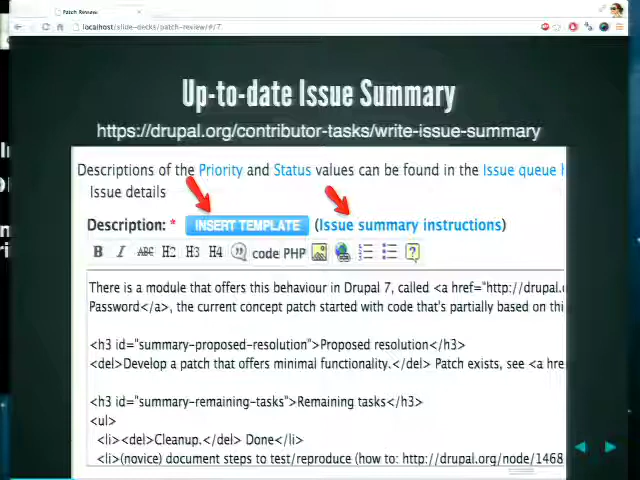 Patch Review
localhost/slide-decks/patch-review/#/7
Up-to-date Issue Summary
https://drupal.org/contributor-tasks/write-issue-summary
Descriptions of the Priority and Status values can be found in the Issue queue h
Issue details
Description: * INSERT TEMPLATE (Issue summary instructions)
B I ABC H2 H3 H4 code PHP
There is a module that offers this behaviour in Drupal 7, called <a href="http://drupal.
Password</a>, the current concept patch started with code that's partially based on thi
<h3 id="summary-proposed-resolution">Proposed resolution</h3>
<del>Develop a patch that offers minimal functionality.</del> Patch exists, see <a hre
<h3 id="summary-remaining-tasks">Remaining tasks</h3>
<ul>
<li><del>Cleanup.</del> Done</li>
<li>(novice) document steps to test/reproduce (how to: http://drupal.org/node/1468